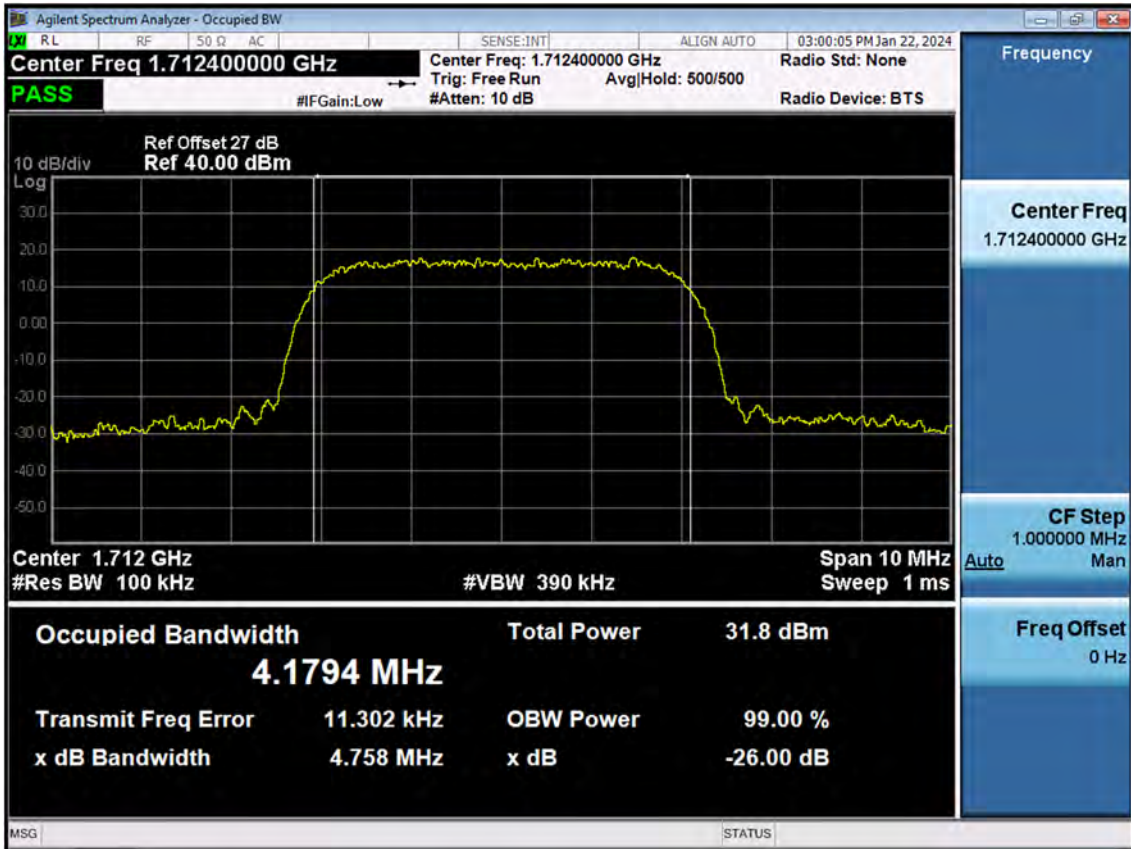 Agilent Spectrum Analyzer - Occupied BW
LXI RL RF 50 Ω AC SENSE:INT ALIGN AUTO 03:00:05 PM Jan 22, 2024
Center Freq 1.712400000 GHz Center Freq: 1.712400000 GHz Radio Std: None
Trig: Free Run Avg|Hold: 500/500
PASS #IFGain:Low #Atten: 10 dB Radio Device: BTS
Frequency
Ref Offset 27 dB
10 dB/div Ref 40.00 dBm
Log
30.0
20.0
10.0
0.00
-10.0
-20.0
-30.0
-40.0
-50.0
Center 1.712 GHz Span 10 MHz
#Res BW 100 kHz #VBW 390 kHz Sweep 1 ms
Occupied Bandwidth Total Power 31.8 dBm
4.1794 MHz
Transmit Freq Error 11.302 kHz OBW Power 99.00 %
x dB Bandwidth 4.758 MHz x dB -26.00 dB
Center Freq
1.712400000 GHz
CF Step
1.000000 MHz
Auto Man
Freq Offset
0 Hz
MSG STATUS